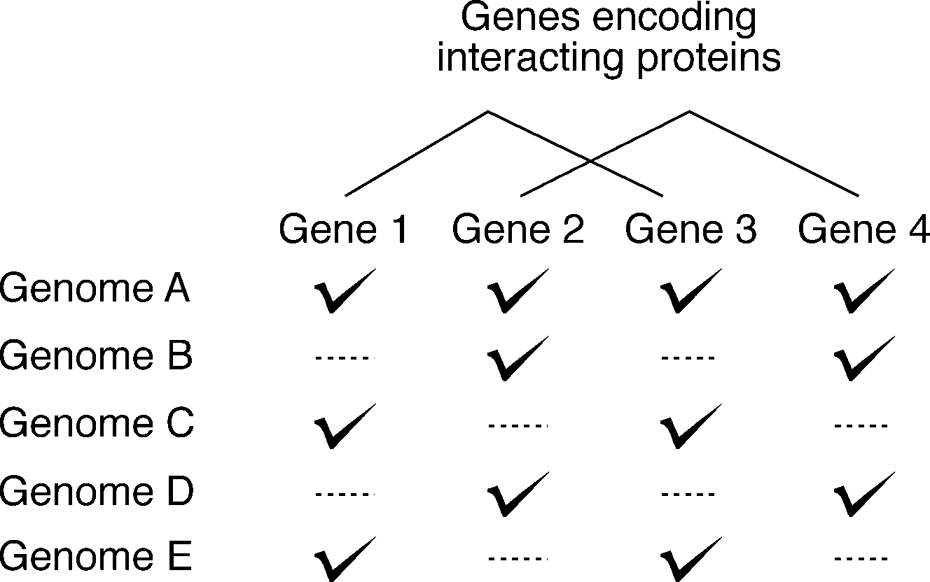 Genes encoding
interacting proteins
Gene 1 Gene 2 Gene 3 Gene 4
Genome A ✓ ✓ ✓ ✓
Genome B ----- ✓ ----- ✓
Genome C ✓ ----- ✓ -----
Genome D ----- ✓ ----- ✓
Genome E ✓ ----- ✓ -----